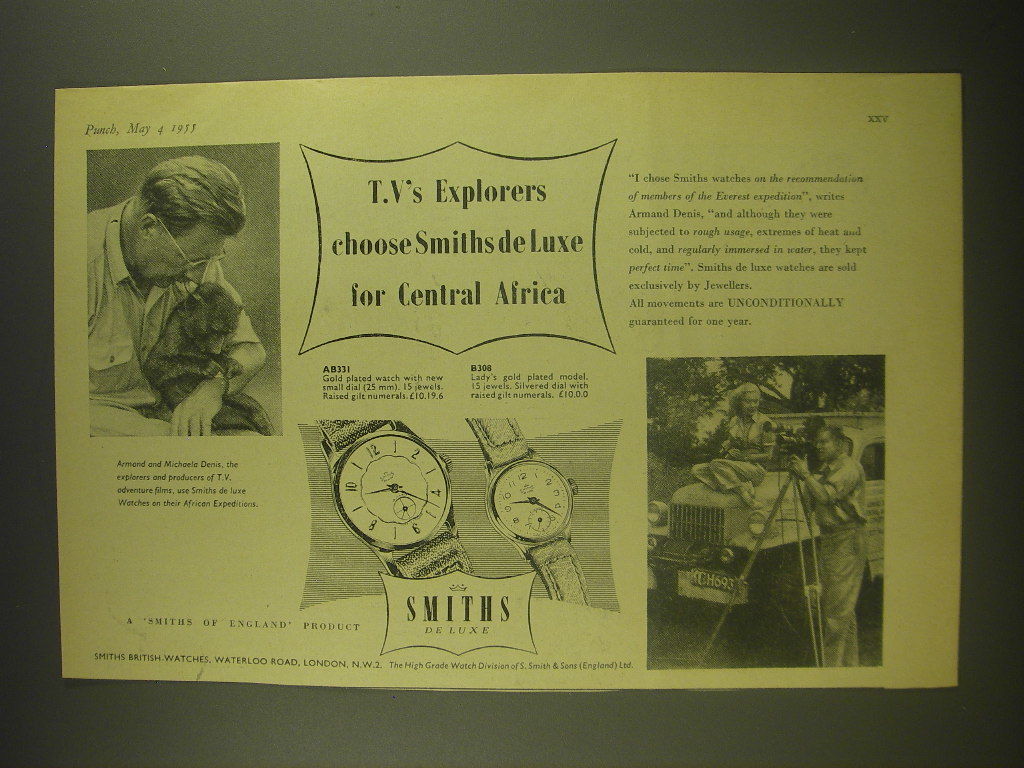 Punch, May 4 1955
XXV
T.V's Explorers
choose Smiths de Luxe
for Central Africa
"I chose Smiths watches on the recommendation
of members of the Everest expedition", writes
Armand Denis, "and although they were
subjected to rough usage, extremes of heat and
cold, and regularly immersed in water, they kept
perfect time". Smiths de luxe watches are sold
exclusively by Jewellers.
All movements are UNCONDITIONALLY
guaranteed for one year.
AB331
Gold plated watch with new
small dial (25 mm). 15 jewels.
Raised gilt numerals. £10.19.6
B308
Lady's gold plated model.
15 jewels. Silvered dial with
raised gilt numerals. £10.0.0
Armand and Michaela Denis, the
explorers and producers of T.V.
adventure films, use Smiths de luxe
Watches on their African Expeditions.
12
2
4
6
8
10
12
SMITHS
DE LUXE
A 'SMITHS OF ENGLAND' PRODUCT
SMITHS BRITISH WATCHES, WATERLOO ROAD, LONDON, N.W.2. The High Grade Watch Division of S. Smith & Sons (England) Ltd.